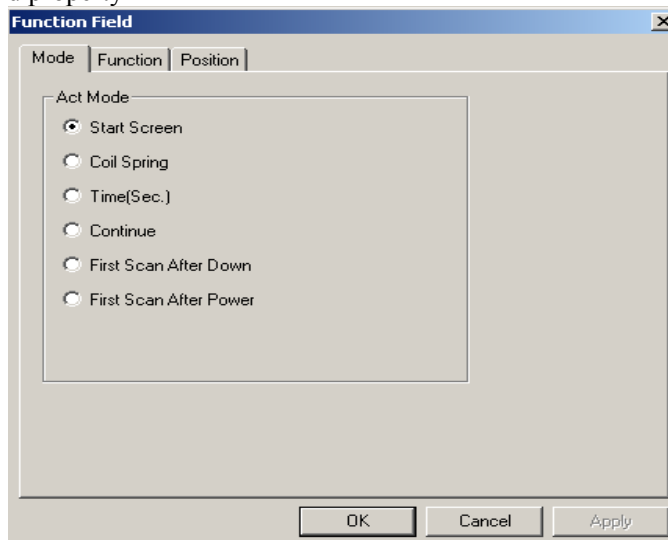 Function Field
Mode Function Position
Act Mode
Start Screen
Coil Spring
Time(Sec.)
Continue
First Scan After Down
First Scan After Power
OK Cancel Apply